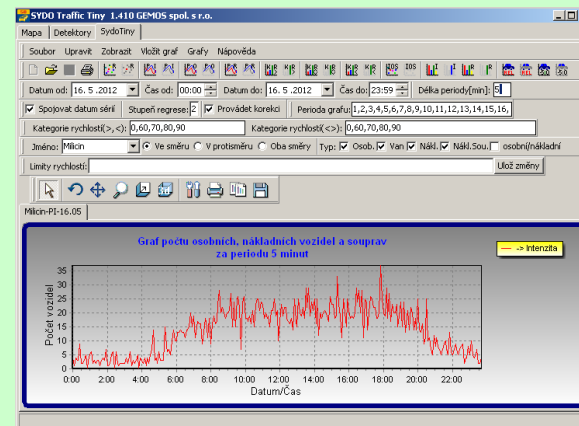 SYDO Traffic Tiny 1.410 GEMOS spol. s r.o.
Mapa Detektory SydoTiny
Soubor Upravit Zobrazit Vložit graf Grafy Nápověda
Datum od: 16. 5 .2012 Čas od: 00:00 Datum do: 16. 5 .2012 Čas do: 23:59 Délka periody[min]: 5
Spojovat datum sérií Stupeň regrese: 2 Provádět korekci Perioda grafu: 1,2,3,4,5,6,7,8,9,10,11,12,13,14,15,16,
Kategorie rychlostí(>,<): 0,60,70,80,90 Kategorie rychlostí(<>): 0,60,70,80,90
Jméno: Milicin Ve směru V protisměru Oba směry Typ: Osob. Van Nákl. Nákl.Sou. osobní/nákladní
Limity rychlostí: Ulož změny
Milicin-PI-16.05
Graf počtu osobních, nákladních vozidel a souprav
za periodu 5 minut
-> Intenzita
Počet vozidel
35
30
25
20
15
10
5
0
0:00 2:00 4:00 6:00 8:00 10:00 12:00 14:00 16:00 18:00 20:00 22:00
Datum/Čas